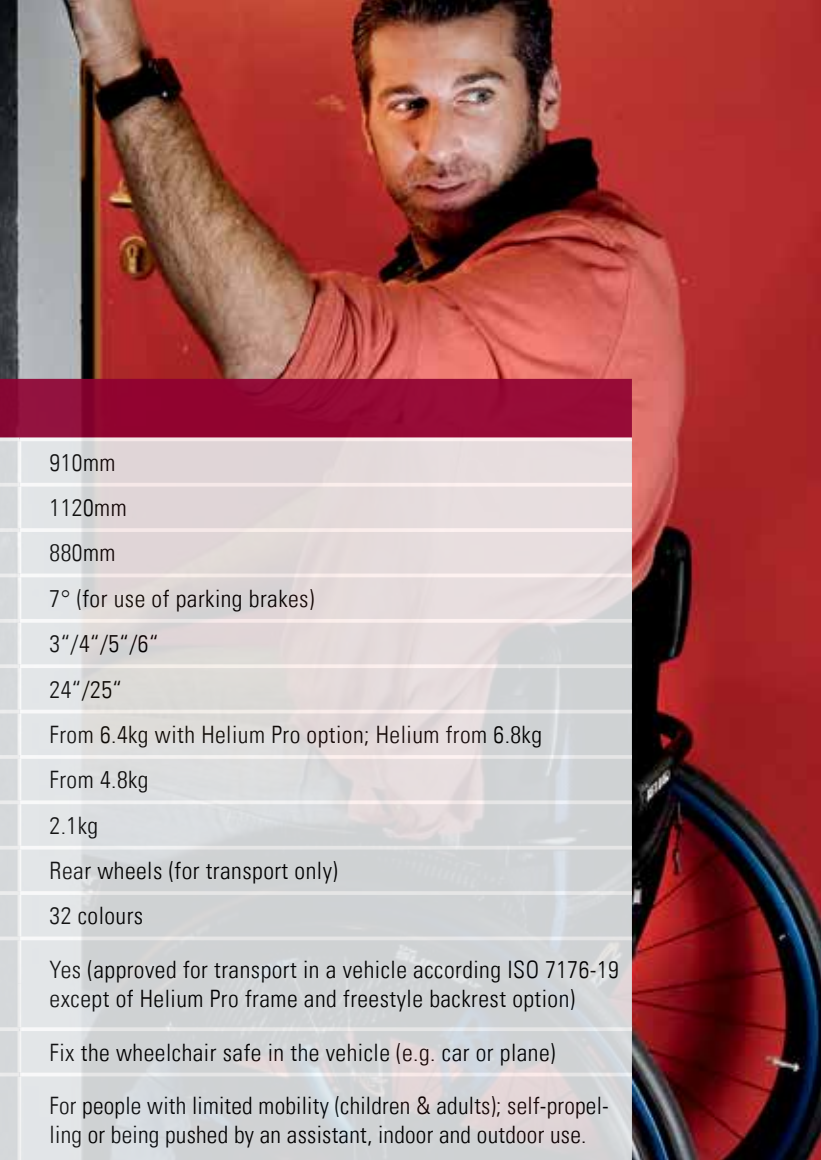 910mm
1120mm
880mm
7° (for use of parking brakes)
3“/4“/5“/6“
24“/25“
From 6.4kg with Helium Pro option; Helium from 6.8kg
From 4.8kg
2.1kg
Rear wheels (for transport only)
32 colours
Yes (approved for transport in a vehicle according ISO 7176-19
except of Helium Pro frame and freestyle backrest option)
Fix the wheelchair safe in the vehicle (e.g. car or plane)
For people with limited mobility (children & adults); self-propel-
ling or being pushed by an assistant, indoor and outdoor use.